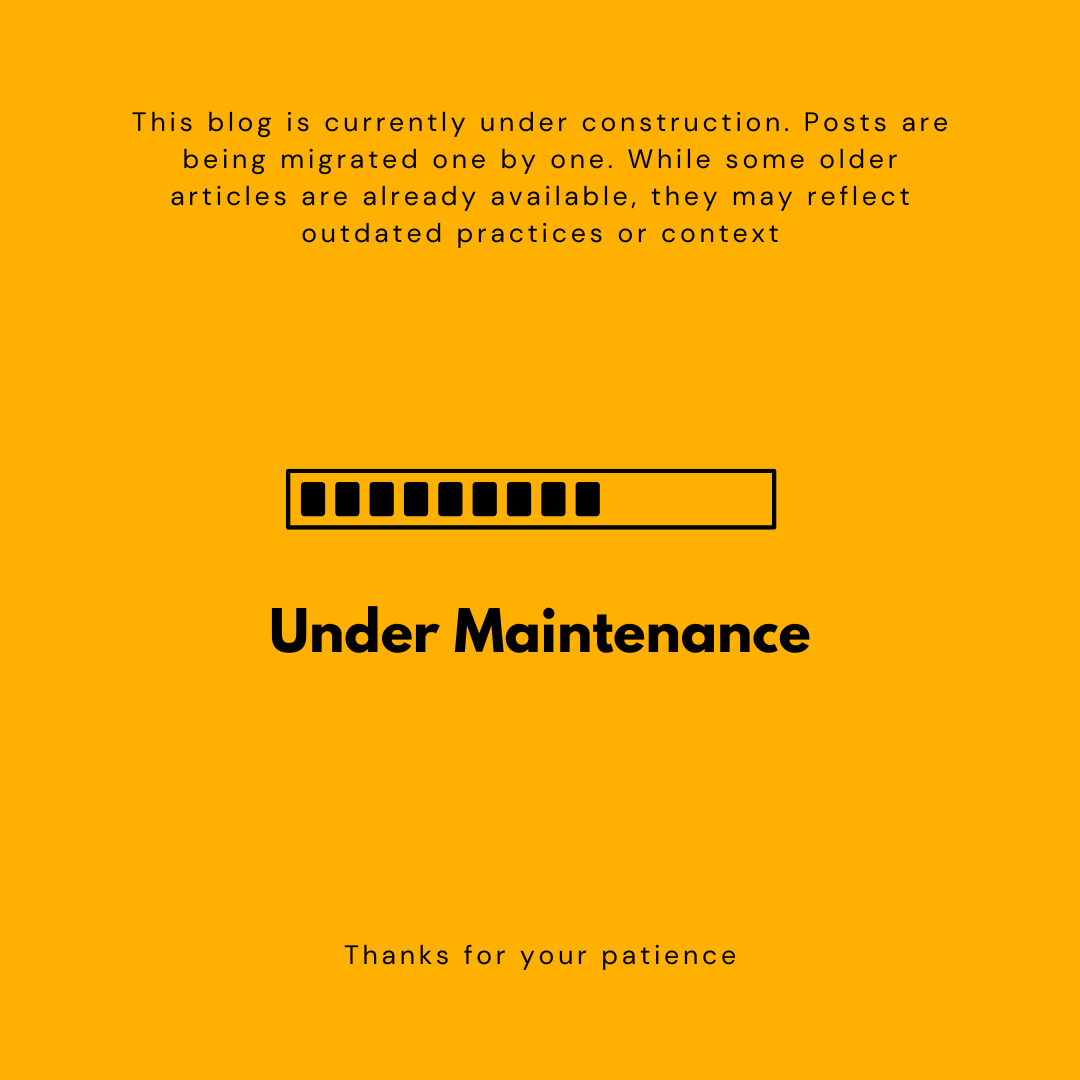 This blog is currently under construction. Posts are
being migrated one by one. While some older
articles are already available, they may reflect
outdated practices or context
Under Maintenance
Thanks for your patience